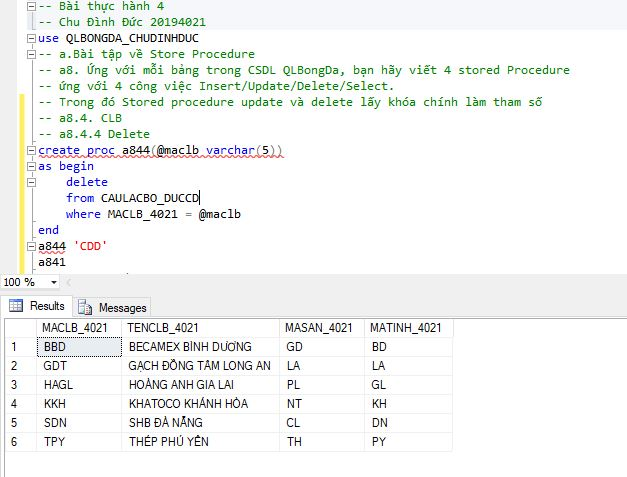 -- Bài thực hành 4
-- Chu Đình Đức 20194021
use QLBONGDA_CHUDINHDUC
-- a.Bài tập về Store Procedure
-- a8. Ứng với mỗi bảng trong CSDL QLBongDa, bạn hãy viết 4 stored Procedure
-- ứng với 4 công việc Insert/Update/Delete/Select.
-- Trong đó Stored procedure update và delete lấy khóa chính làm tham số
-- a8.4. CLB
-- a8.4.4 Delete
create proc a844(@maclb varchar(5))
as begin
delete
from CAULACBO_DUCCD
where MACLB_4021 = @maclb
end
a844 'CDD'
a841
100 %
Results Messages
MACLB_4021 TENCLB_4021 MASAN_4021 MATINH_4021
1 BBD BECAMEX BÌNH DƯƠNG GD BD
2 GDT GẠCH ĐỒNG TÂM LONG AN LA LA
3 HAGL HOÀNG ANH GIA LAI PL GL
4 KKH KHATOCO KHÁNH HÒA NT KH
5 SDN SHB ĐÀ NẴNG CL DN
6 TPY THÉP PHÚ YÊN TH PY